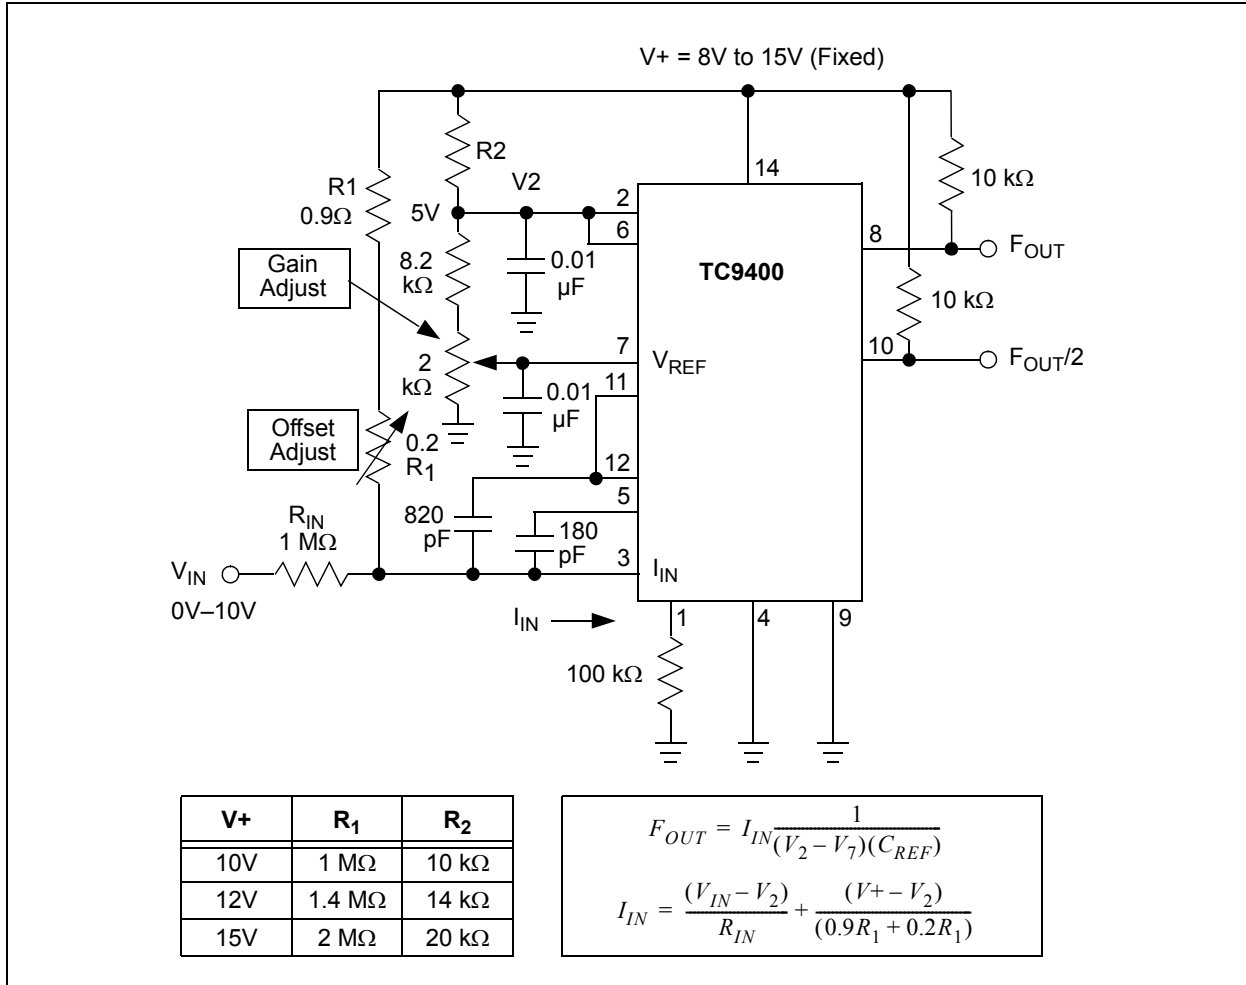 V+ = 8V to 15V (Fixed)
R2
14
10 kΩ
R1
0.9Ω
V2
5V
2
6
8
F_OUT
Gain
Adjust
8.2
kΩ
0.01
µF
TC9400
10 kΩ
2
kΩ
7
V_REF
10
F_OUT/2
11
0.01
µF
Offset
Adjust
0.2
R_1
12
5
820
pF
180
pF
R_IN
1 MΩ
3
I_IN
V_IN
0V–10V
I_IN
1
4
9
100 kΩ
V+ R_1 R_2
10V 1 MΩ 10 kΩ
12V 1.4 MΩ 14 kΩ
15V 2 MΩ 20 kΩ
F_OUT = I_IN 1 / (V_2 – V_7)(C_REF)
I_IN = (V_IN – V_2) / R_IN + (V+ – V_2) / (0.9R_1 + 0.2R_1)